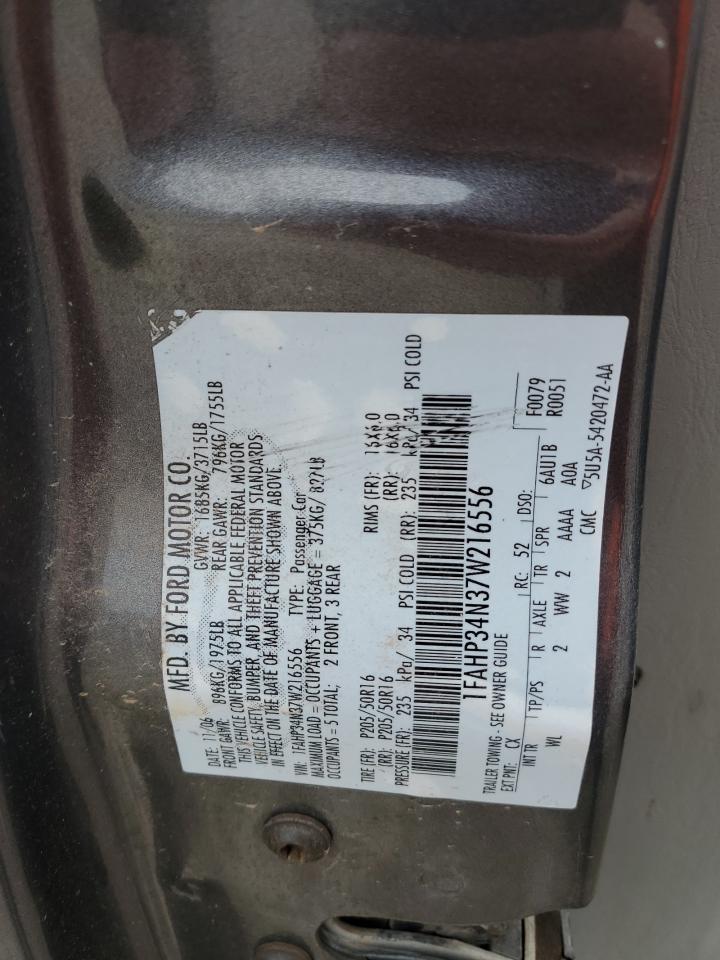 MFD. BY FORD MOTOR CO.
DATE: 11/06 GVWR: 1685KG/3715LB
FRONT GAWR: 896KG/1975LB REAR GAWR: 796KG/1755LB
THIS VEHICLE CONFORMS TO ALL APPLICABLE FEDERAL MOTOR
VEHICLE SAFETY, BUMPER, AND THEFT PREVENTION STANDARDS
IN EFFECT ON THE DATE OF MANUFACTURE SHOWN ABOVE.
VIN: 1FAHP34N37W216556 TYPE: Passenger Car
MAXIMUM LOAD = OCCUPANTS + LUGGAGE = 375KG/827LB
OCCUPANTS = 5 TOTAL: 2 FRONT, 3 REAR
TIRE (FR): P205/50R16 RIMS (FR): 16X6.0
(RR): P205/50R16 (RR): 16X6.0
PRESSURE (FR): 235 kPa/ 34 PSI COLD (RR): 235 kPa/ 34 PSI COLD
1FAHP34N37W216556
TRAILER TOWING - SEE OWNER GUIDE
EXT PNT: CX RC: 52 DSO: F0079
INT TR TP/PS R AXLE TR SPR 6AU1B R0051
WL 2 WW 2 AAAA A0A
CMC ▽5U5A-5420472-AA